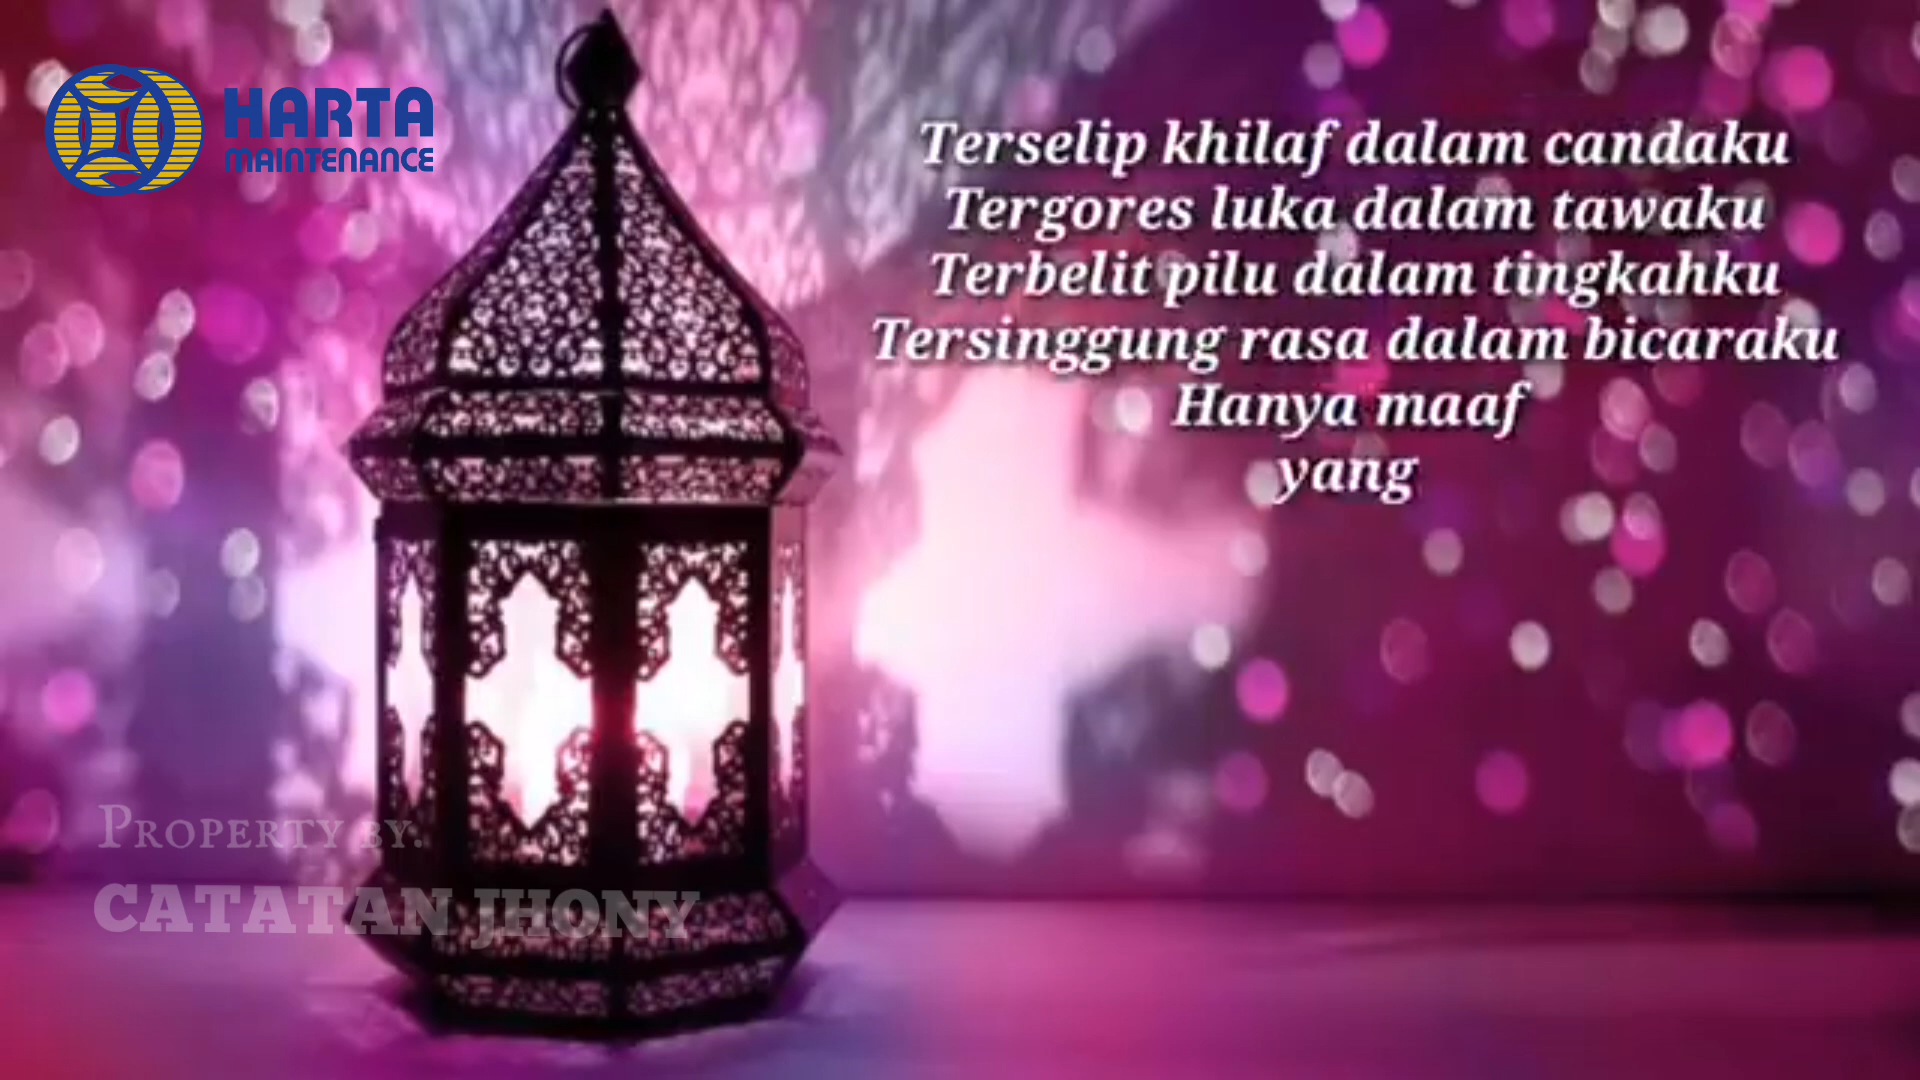 HARTA
MAINTENANCE
Terselip khilaf dalam candaku
Tergores luka dalam tawaku
Terbelit pilu dalam tingkahku
Tersinggung rasa dalam bicaraku
Hanya maaf
yang
PROPERTY BY.
CATATAN JHONY